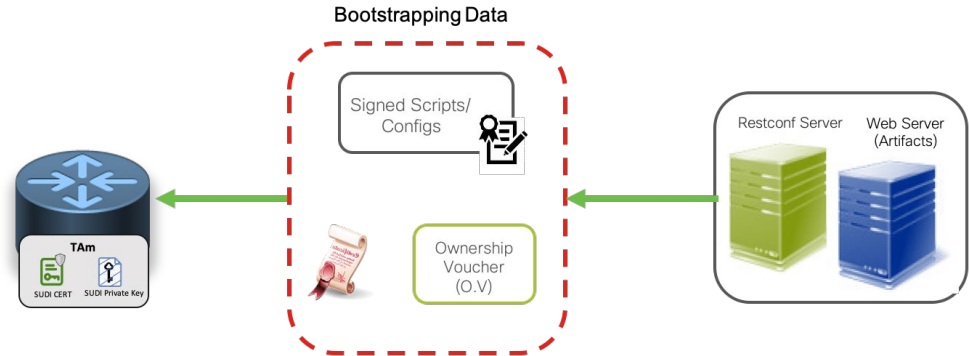 Bootstrapping Data
Signed Scripts/
Configs
Ownership
Voucher
(O.V)
Restconf Server
Web Server
(Artifacts)
TAm
SUDI CERT
SUDI Private Key